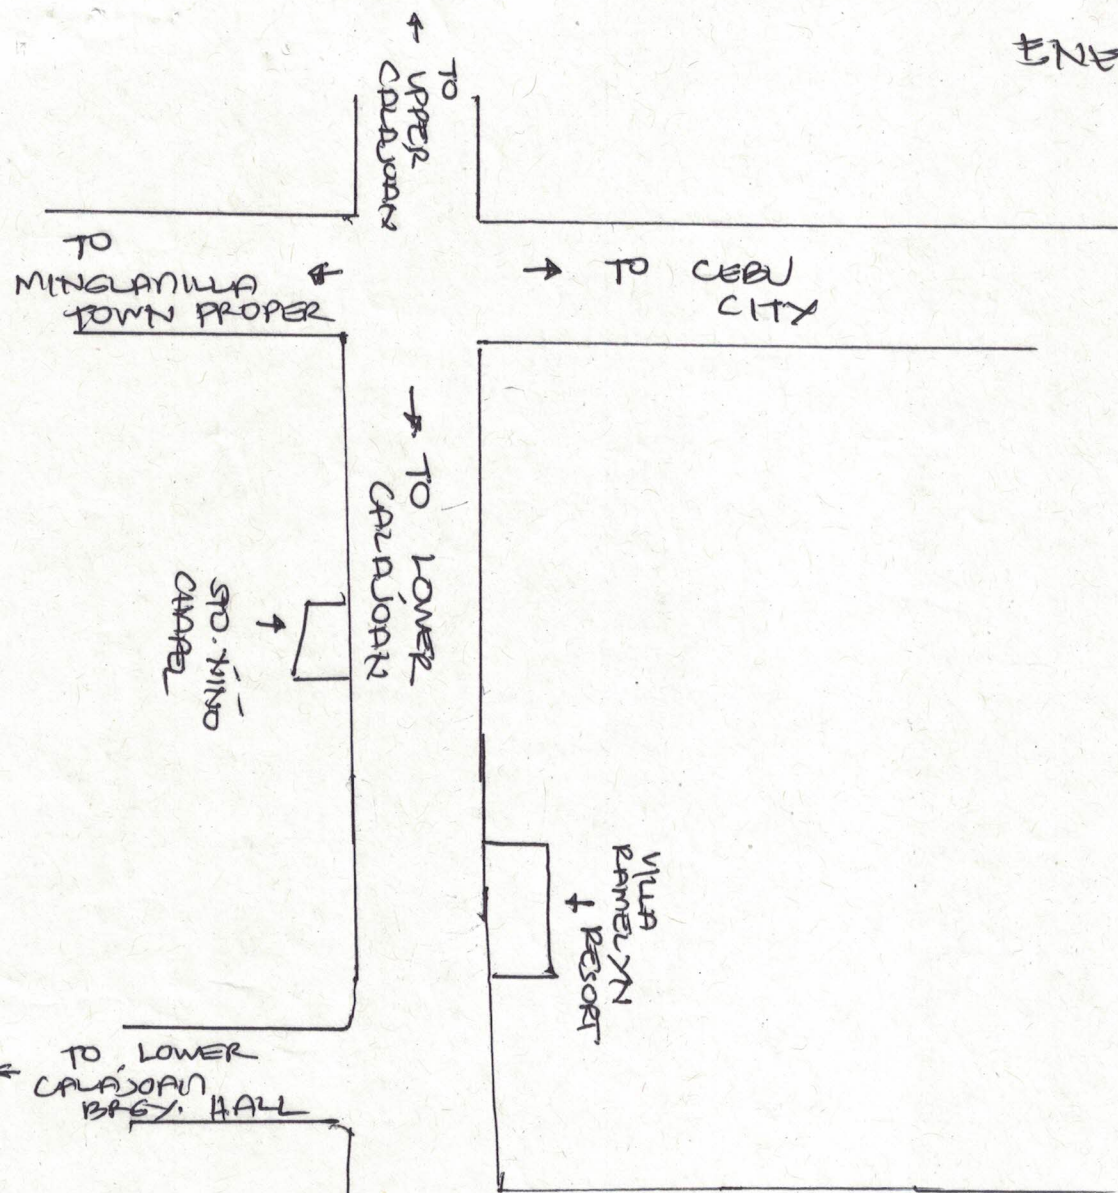 ENE
TO
UPPER
CALAJOAN
TO
MINGLANILLA
TOWN PROPER
TO CEBU
CITY
TO LOWER
CALAJOAN
STO. NIÑO
CHAPEL
VILLA
RAMELYN
RESORT
TO LOWER
CALAJOAN
BRGY. HALL